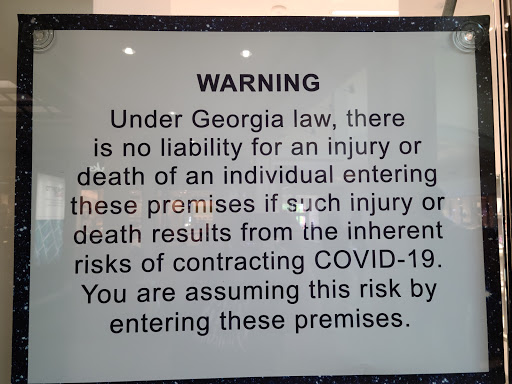 WARNING
Under Georgia law, there
is no liability for an injury or
death of an individual entering
these premises if such injury or
death results from the inherent
risks of contracting COVID-19.
You are assuming this risk by
entering these premises.